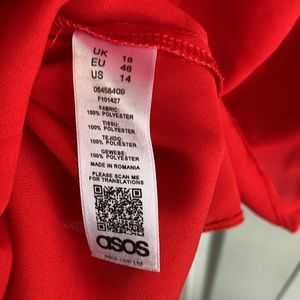 UK 18
EU 46
US 14
08458409
F101427
FABRIC:
100% POLYESTER
TISSU:
100% POLYESTER
TEJIDO:
100% POLYESTER
GEWEBE:
100% POLYESTER
MADE IN ROMANIA
PLEASE SCAN ME
FOR TRANSLATIONS
asos
asos.com Ltd